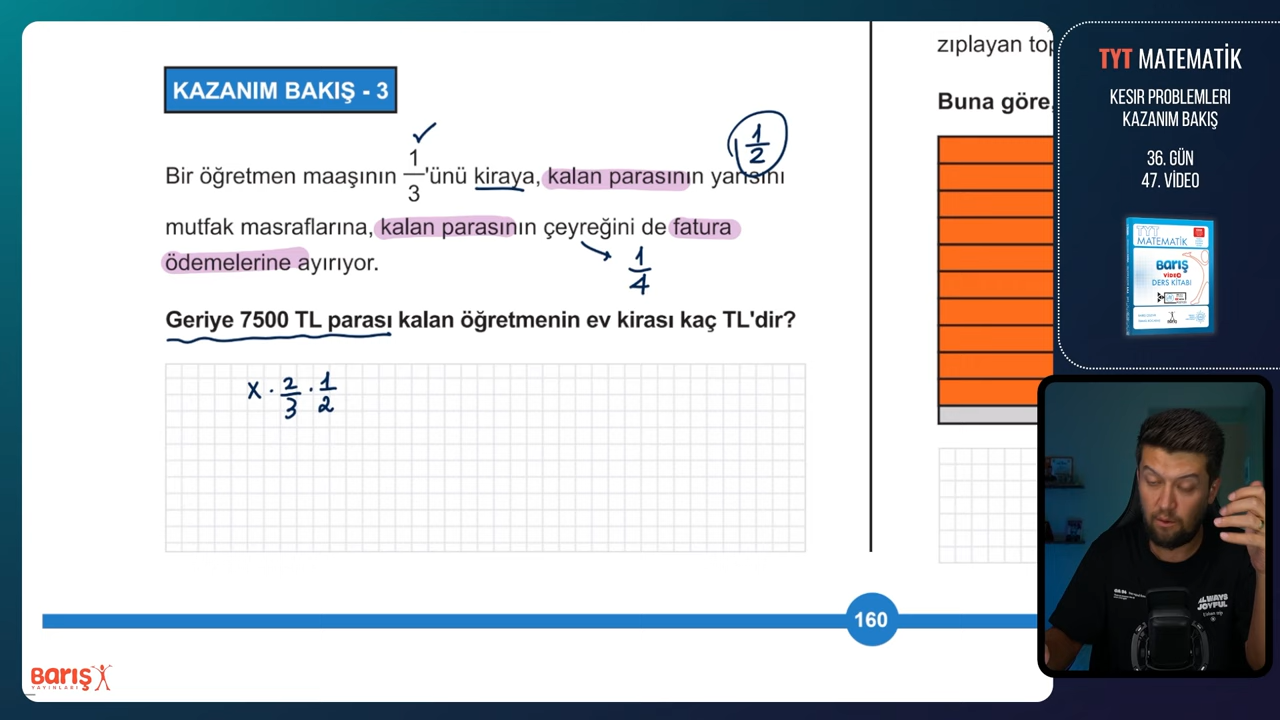 KAZANIM BAKIŞ - 3
1
2
Bir öğretmen maaşının 1/3'ünü kiraya, kalan parasının yarısını
mutfak masraflarına, kalan parasının çeyreğini de fatura
ödemelerine ayırıyor.
1
4
Geriye 7500 TL parası kalan öğretmenin ev kirası kaç TL'dir?
x · 2/3 · 1/2
160
BARIŞ
YAYINLARI
zıplayan top
Buna göre
TYT MATEMATİK
KESIR PROBLEMLERI
KAZANIM BAKIŞ
36. GÜN
47. VİDEO
TYT
MATEMATİK
BARIŞ
VİDEO
DERS KİTABI
ALWAYS
JOYFUL